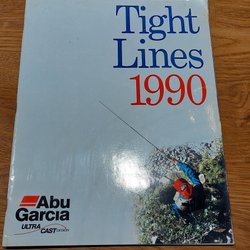 Tight
Lines
1990
Abu
Garcia
ULTRA
CAST